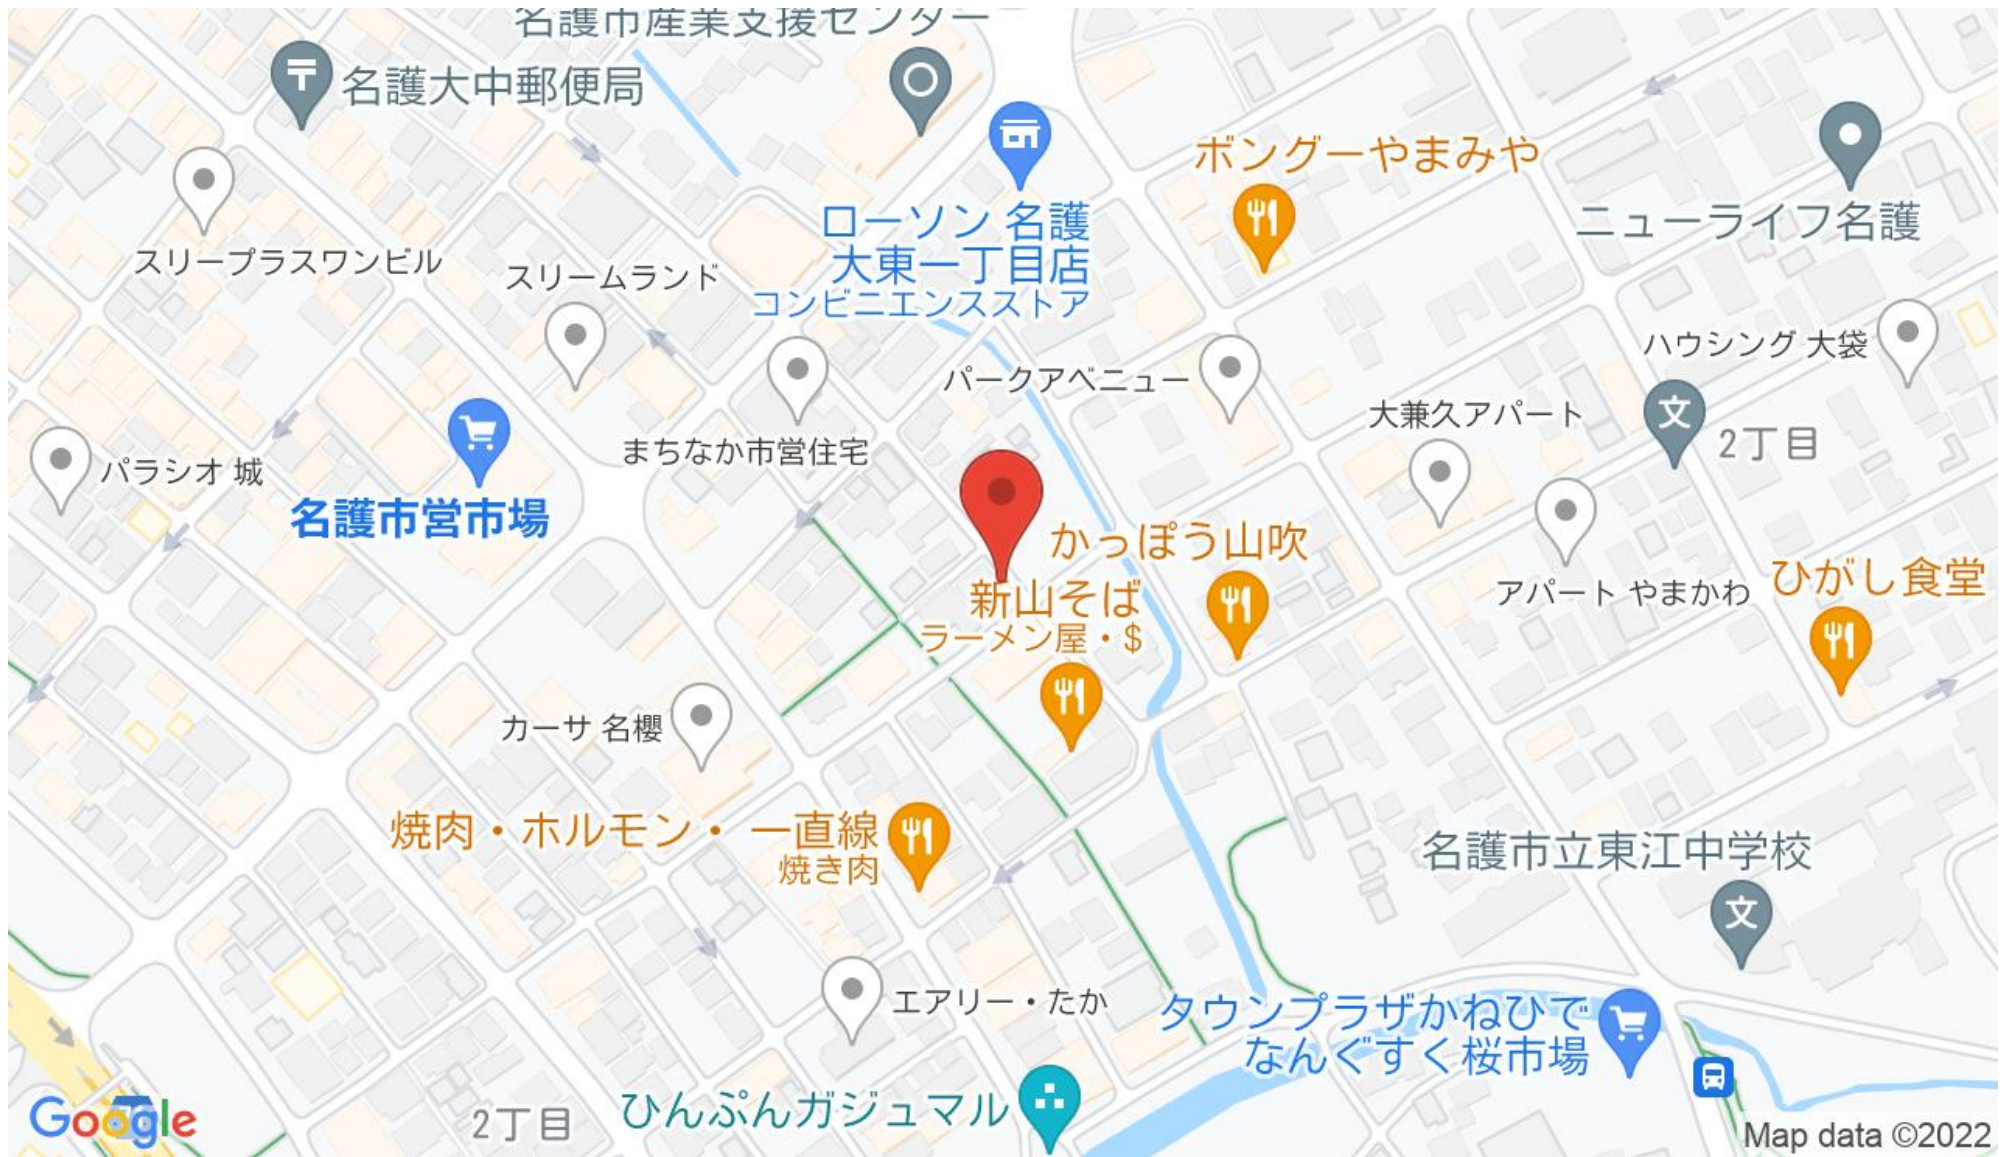 名護市産業支援センター
名護大中郵便局
ボングーやまみや
ローソン 名護
大東一丁目店
コンビニエンスストア
ニューライフ名護
スリープラスワンビル
スリームランド
ハウシング 大袋
パークアベニュー
大兼久アパート
2丁目
まちなか市営住宅
パラシオ 城
名護市営市場
かっぽう山吹
新山そば
ラーメン屋・$
アパート やまかわ
ひがし食堂
カーサ 名櫻
焼肉・ホルモン・ 一直線
焼き肉
名護市立東江中学校
エアリー・たか
タウンプラザかねひで
なんぐすく桜市場
ひんぷんガジュマル
2丁目
Google
Map data ©2022